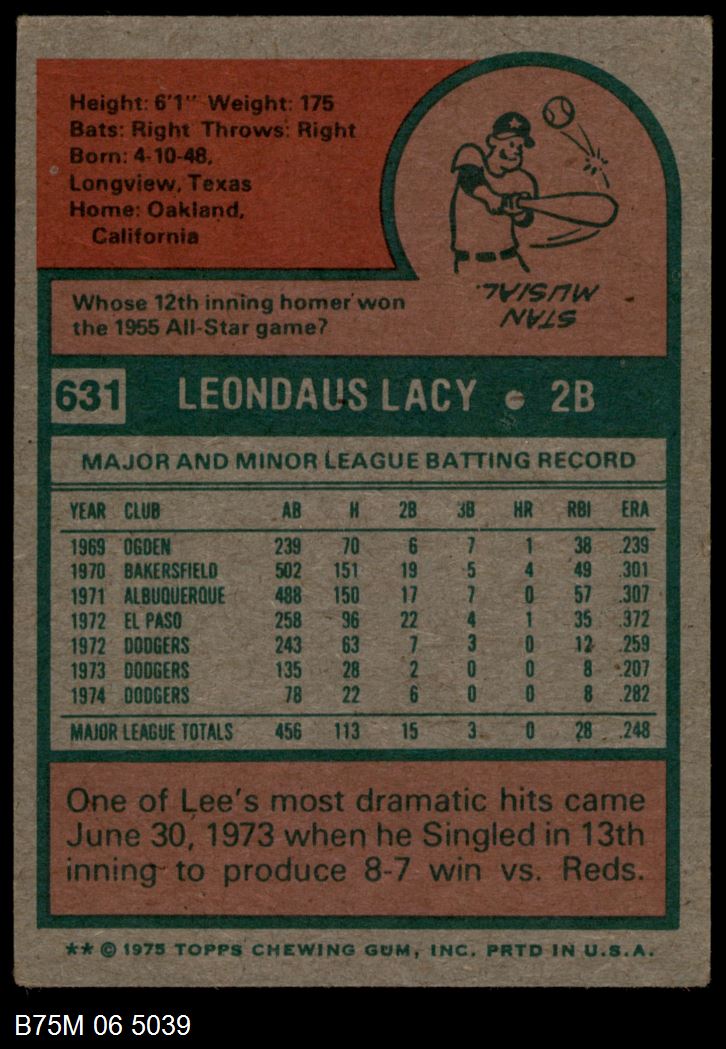 Height: 6'1" Weight: 175
Bats: Right Throws: Right
Born: 4-10-48,
Longview, Texas
Home: Oakland,
California
Whose 12th inning homer won
the 1955 All-Star game?
STAN
MUSIAL.
631 LEONDAUS LACY • 2B
MAJOR AND MINOR LEAGUE BATTING RECORD
YEAR CLUB AB H 2B 3B HR RBI ERA
1969 OGDEN 239 70 6 7 1 38 .239
1970 BAKERSFIELD 502 151 19 5 4 49 .301
1971 ALBUQUERQUE 488 150 17 7 0 57 .307
1972 EL PASO 258 96 22 4 1 35 .372
1972 DODGERS 243 63 7 3 0 12 .259
1973 DODGERS 135 28 2 0 0 8 .207
1974 DODGERS 78 22 6 0 0 8 .282
MAJOR LEAGUE TOTALS 456 113 15 3 0 28 .248
One of Lee's most dramatic hits came
June 30, 1973 when he Singled in 13th
inning to produce 8-7 win vs. Reds.
** © 1975 TOPPS CHEWING GUM, INC. PRTD IN U.S.A.
B75M 06 5039